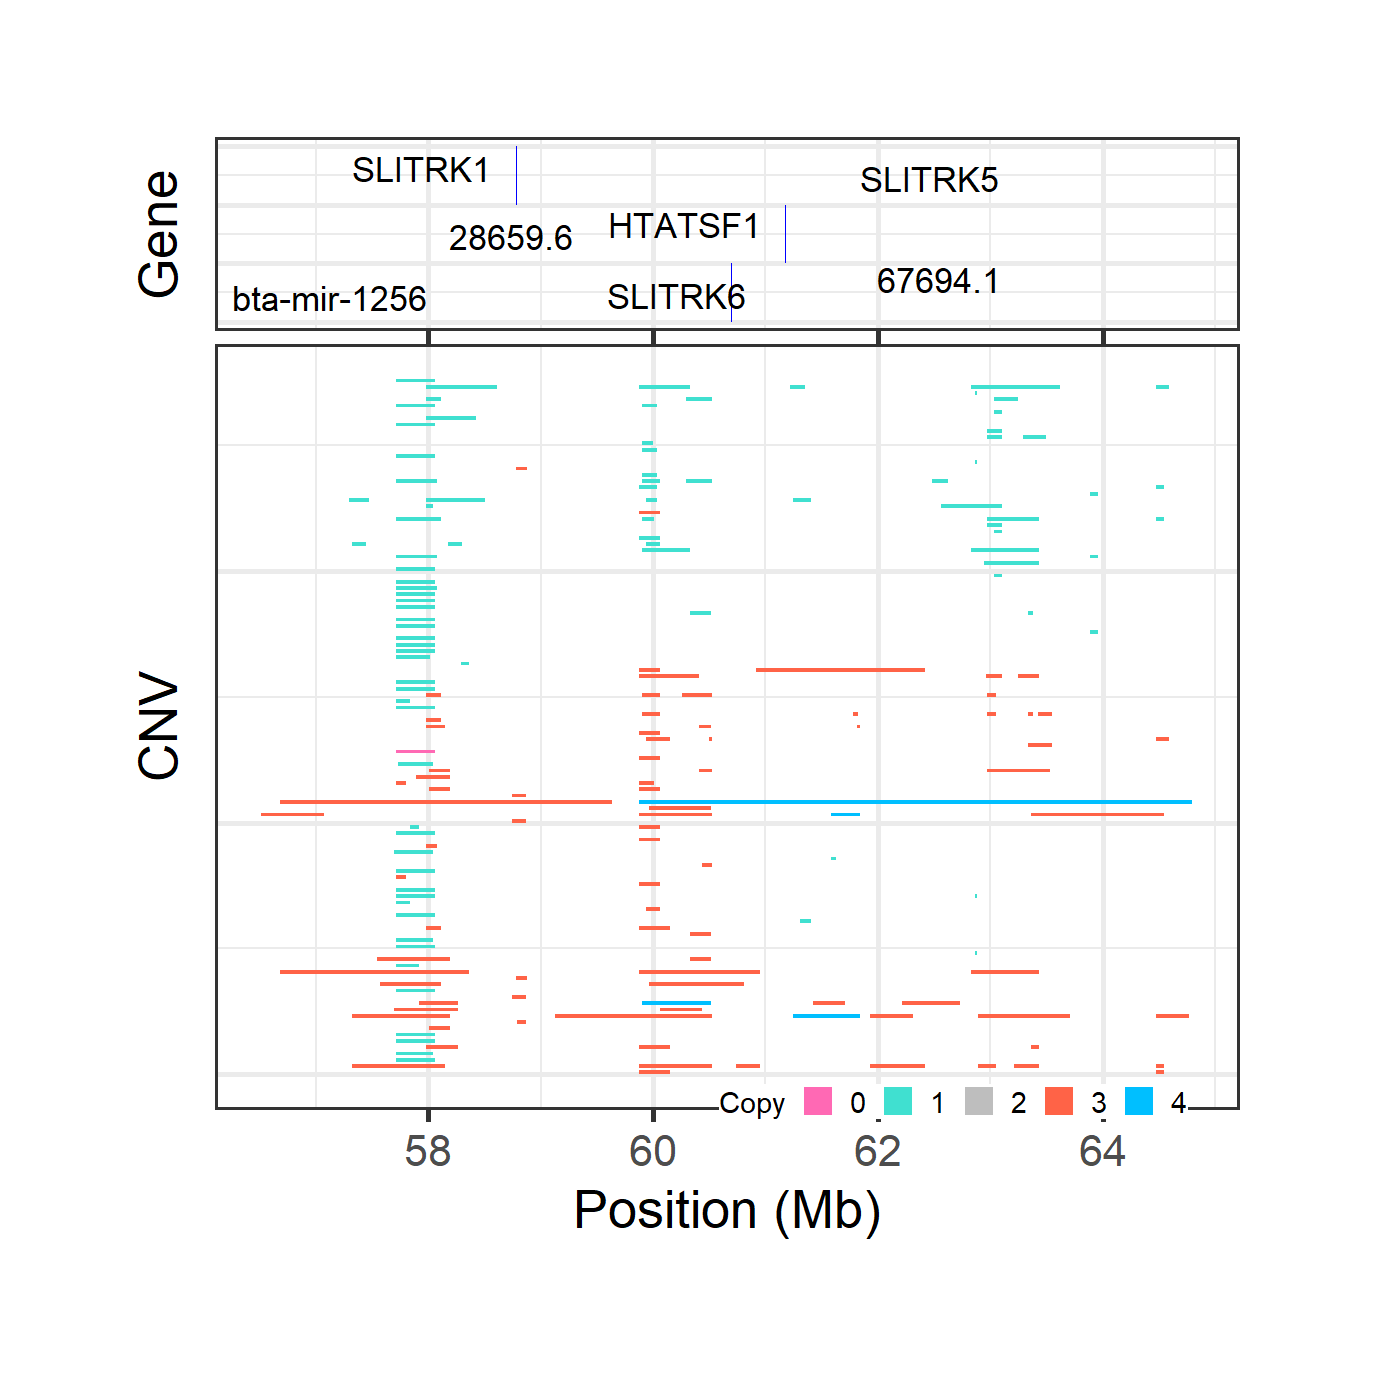 Gene
SLITRK1
SLITRK5
HTATSF1
28659.6
67694.1
bta-mir-1256
SLITRK6
CNV
Copy 0 1 2 3 4
58 60 62 64
Position (Mb)